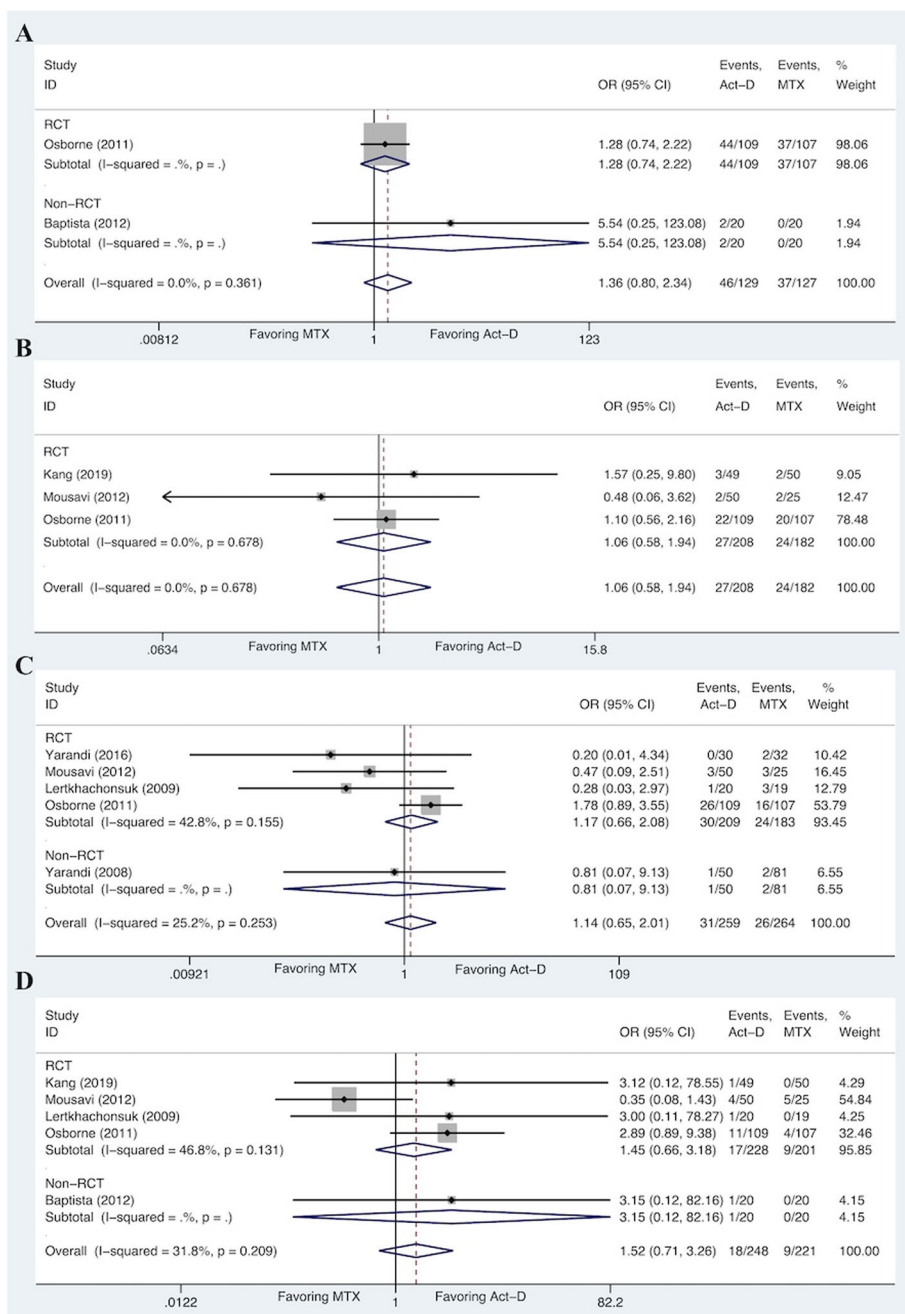 A
Study Events, Events, %
ID OR (95% CI) Act−D MTX Weight
RCT
Osborne (2011) 1.28 (0.74, 2.22) 44/109 37/107 98.06
Subtotal (I−squared = .%, p = .) 1.28 (0.74, 2.22) 44/109 37/107 98.06
.
Non−RCT
Baptista (2012) 5.54 (0.25, 123.08) 2/20 0/20 1.94
Subtotal (I−squared = .%, p = .) 5.54 (0.25, 123.08) 2/20 0/20 1.94
.
Overall (I−squared = 0.0%, p = 0.361) 1.36 (0.80, 2.34) 46/129 37/127 100.00
Favoring MTX Favoring Act−D
.00812 1 123
B
Study Events, Events, %
ID OR (95% CI) Act−D MTX Weight
RCT
Kang (2019) 1.57 (0.25, 9.80) 3/49 2/50 9.05
Mousavi (2012) 0.48 (0.06, 3.62) 2/50 2/25 12.47
Osborne (2011) 1.10 (0.56, 2.16) 22/109 20/107 78.48
Subtotal (I−squared = 0.0%, p = 0.678) 1.06 (0.58, 1.94) 27/208 24/182 100.00
.
Overall (I−squared = 0.0%, p = 0.678) 1.06 (0.58, 1.94) 27/208 24/182 100.00
Favoring MTX Favoring Act−D
.0634 1 15.8
C
Study Events, Events, %
ID OR (95% CI) Act−D MTX Weight
RCT
Yarandi (2016) 0.20 (0.01, 4.34) 0/30 2/32 10.42
Mousavi (2012) 0.47 (0.09, 2.51) 3/50 3/25 16.45
Lertkhachonsuk (2009) 0.28 (0.03, 2.97) 1/20 3/19 12.79
Osborne (2011) 1.78 (0.89, 3.55) 26/109 16/107 53.79
Subtotal (I−squared = 42.8%, p = 0.155) 1.17 (0.66, 2.08) 30/209 24/183 93.45
.
Non−RCT
Yarandi (2008) 0.81 (0.07, 9.13) 1/50 2/81 6.55
Subtotal (I−squared = .%, p = .) 0.81 (0.07, 9.13) 1/50 2/81 6.55
.
Overall (I−squared = 25.2%, p = 0.253) 1.14 (0.65, 2.01) 31/259 26/264 100.00
Favoring MTX Favoring Act−D
.00921 1 109
D
Study Events, Events, %
ID OR (95% CI) Act−D MTX Weight
RCT
Kang (2019) 3.12 (0.12, 78.55) 1/49 0/50 4.29
Mousavi (2012) 0.35 (0.08, 1.43) 4/50 5/25 54.84
Lertkhachonsuk (2009) 3.00 (0.11, 78.27) 1/20 0/19 4.25
Osborne (2011) 2.89 (0.89, 9.38) 11/109 4/107 32.46
Subtotal (I−squared = 46.8%, p = 0.131) 1.45 (0.66, 3.18) 17/228 9/201 95.85
.
Non−RCT
Baptista (2012) 3.15 (0.12, 82.16) 1/20 0/20 4.15
Subtotal (I−squared = .%, p = .) 3.15 (0.12, 82.16) 1/20 0/20 4.15
.
Overall (I−squared = 31.8%, p = 0.209) 1.52 (0.71, 3.26) 18/248 9/221 100.00
Favoring MTX Favoring Act−D
.0122 1 82.2